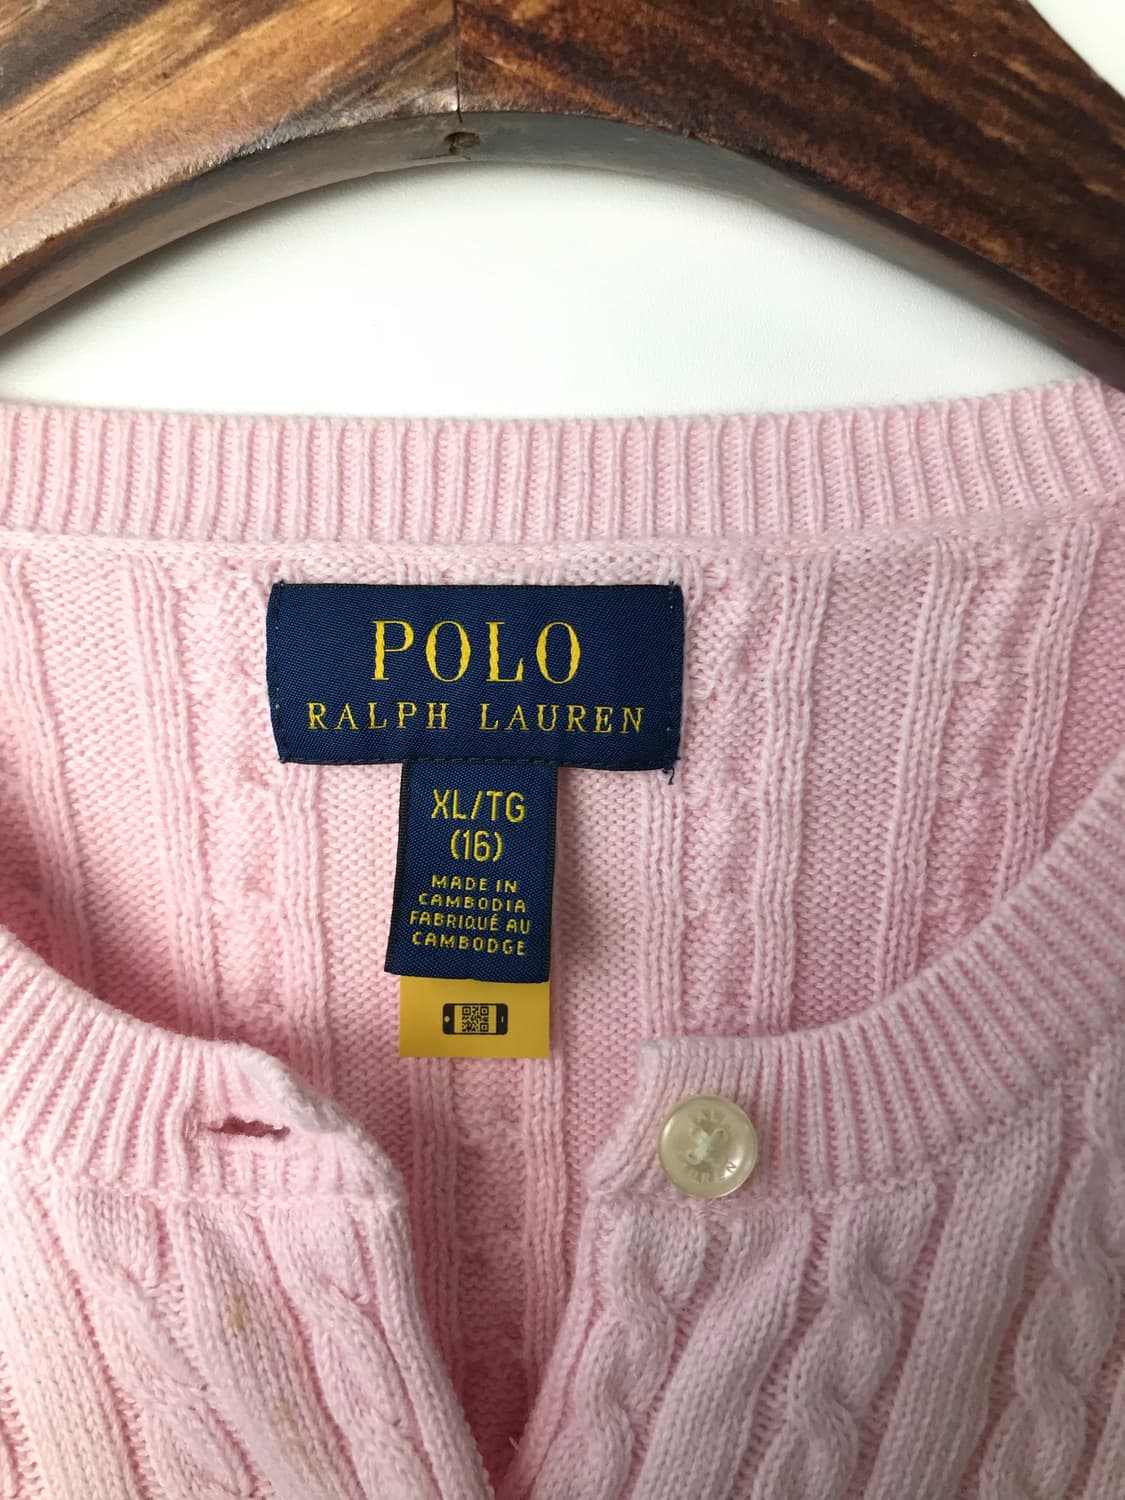 POLO
RALPH LAUREN
XL/TG
(16)
MADE IN
CAMBODIA
FABRIQUÉ AU
CAMBODGE